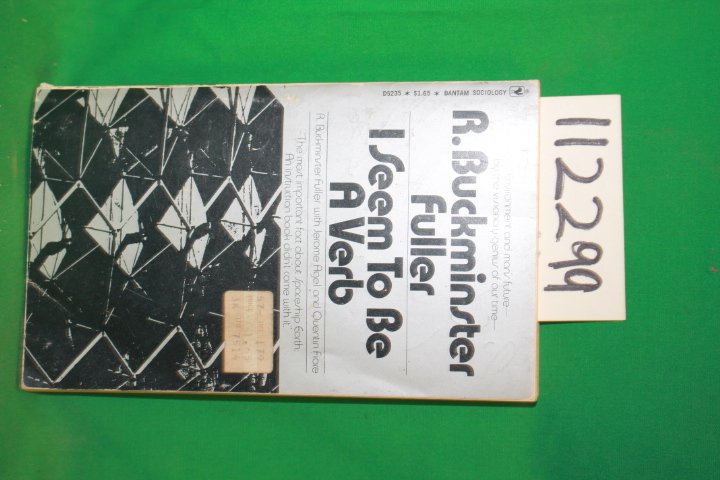 D5235 * $1.65 * BANTAM SOCIOLOGY
environment and man's future—
by the visionary genius of our time—
R. Buckminster
Fuller
I Seem To Be
A Verb
R. Buckminster Fuller with Jerome Agel and Quentin Fiore
"The most important fact about Spaceship Earth:
An instruction book didn't come with it."
112299